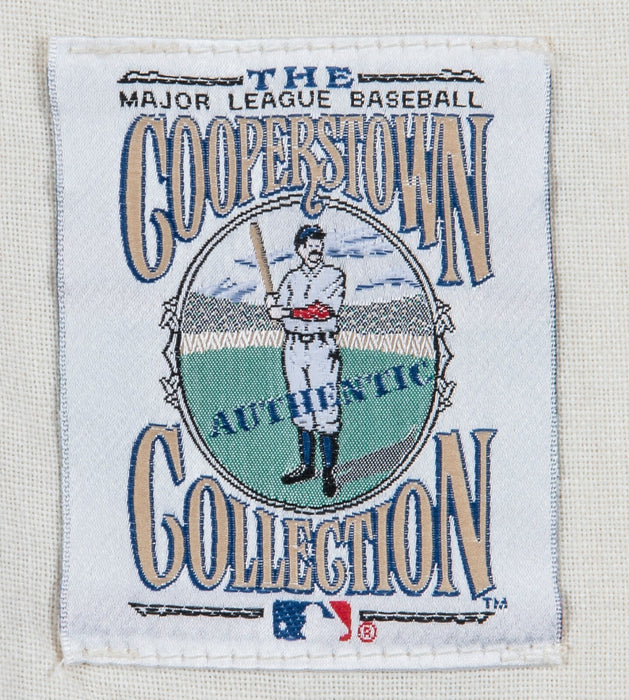 THE
MAJOR LEAGUE BASEBALL
COOPERSTOWN
AUTHENTIC
COLLECTION
TM
®